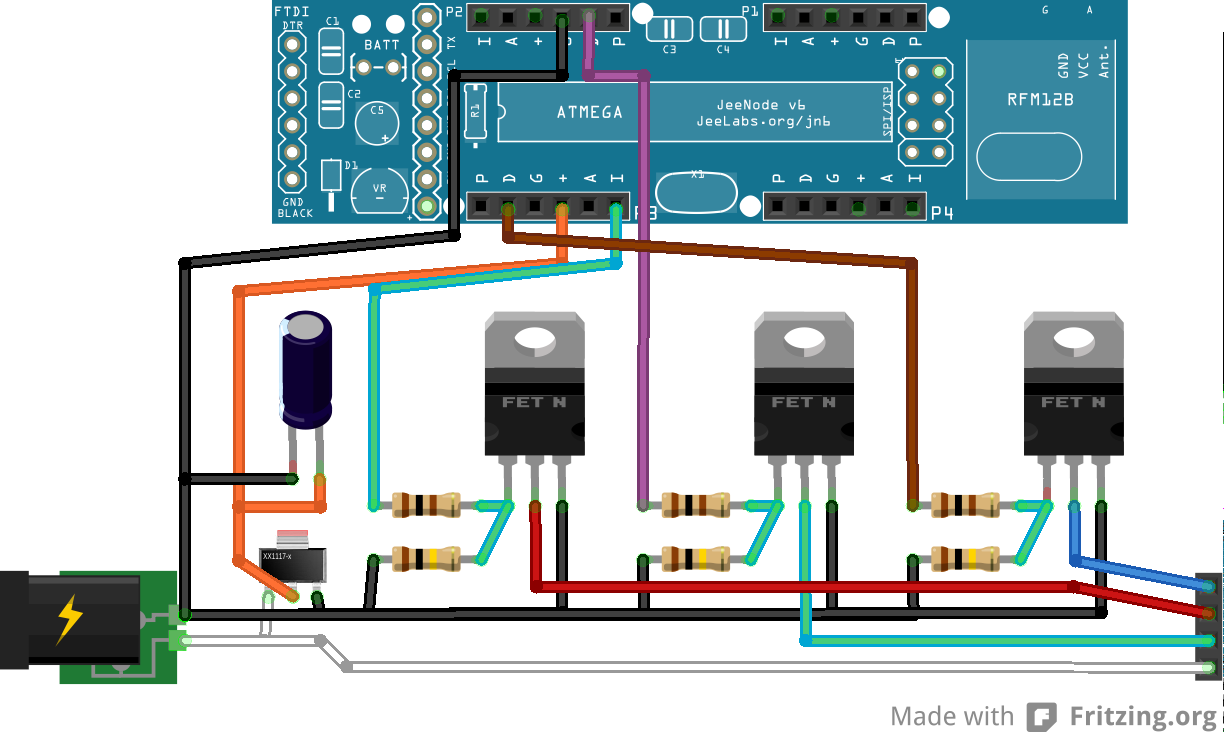 FTDI
DTR
C1
BATT
P2
TX
I A + G P
C3
C4
P1
I A + G D P
G A
GND
VCC
Ant.
C2
C5
+
R1
ATMEGA
JeeNode v6
JeeLabs.org/jn6
SPI/ISP
RFM12B
D1
VR
+
GND
BLACK
P D G + A I
P3
X1
P D G + A I
P4
FET N
FET N
FET N
XX1117-x
Made with Fritzing.org